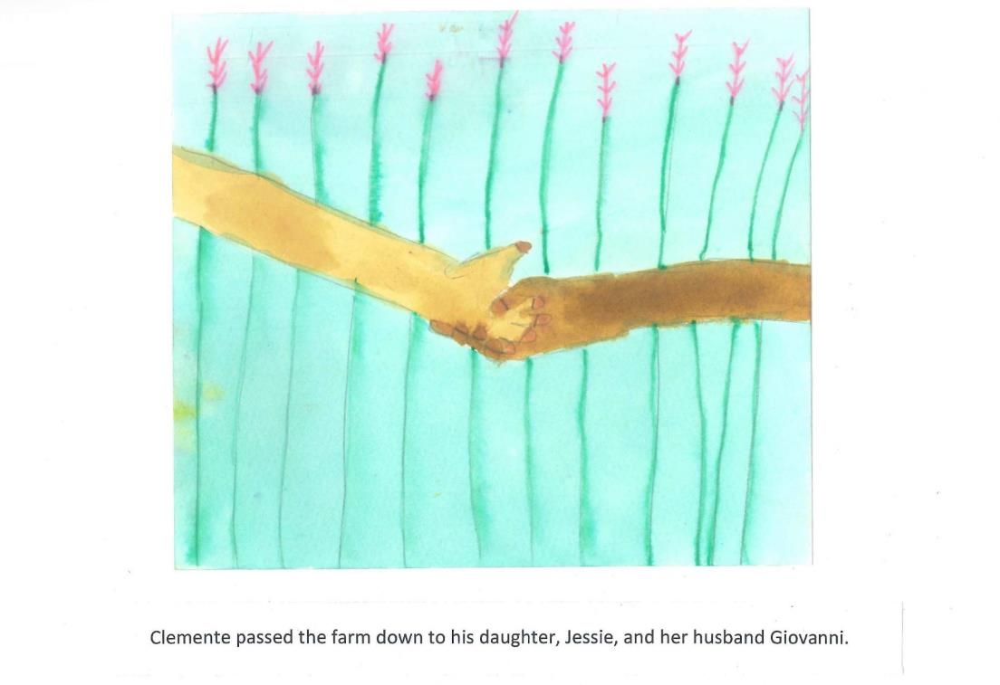 Clemente passed the farm down to his daughter, Jessie, and her husband Giovanni.